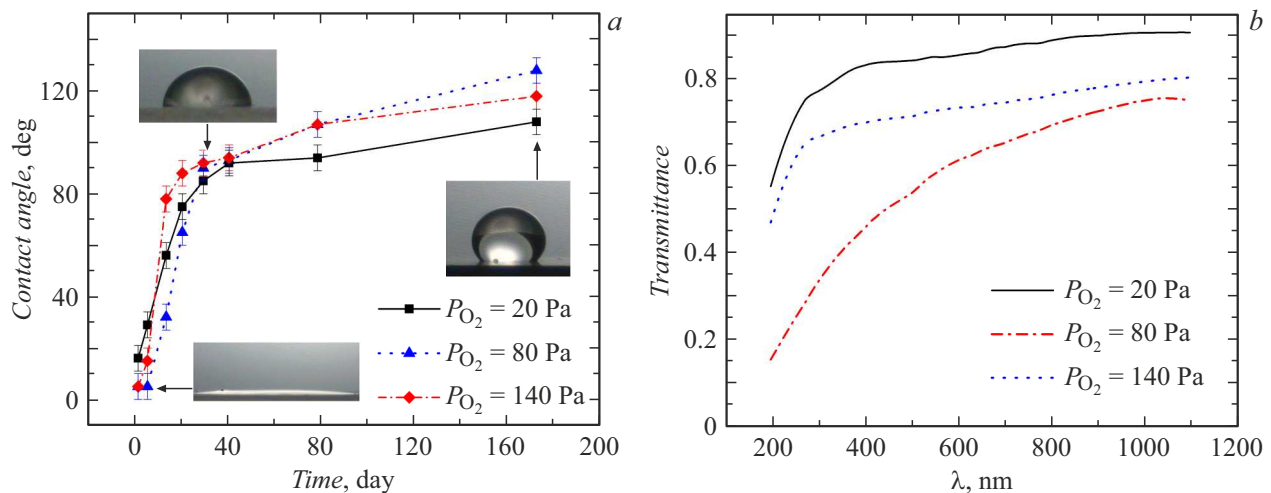 a
120
80
40
0
Contact angle, deg
P_O₂ = 20 Pa
P_O₂ = 80 Pa
P_O₂ = 140 Pa
0 40 80 120 160 200
Time, day
b
0.8
0.6
0.4
0.2
0
Transmittance
P_O₂ = 20 Pa
P_O₂ = 80 Pa
P_O₂ = 140 Pa
200 400 600 800 1000 1200
λ, nm